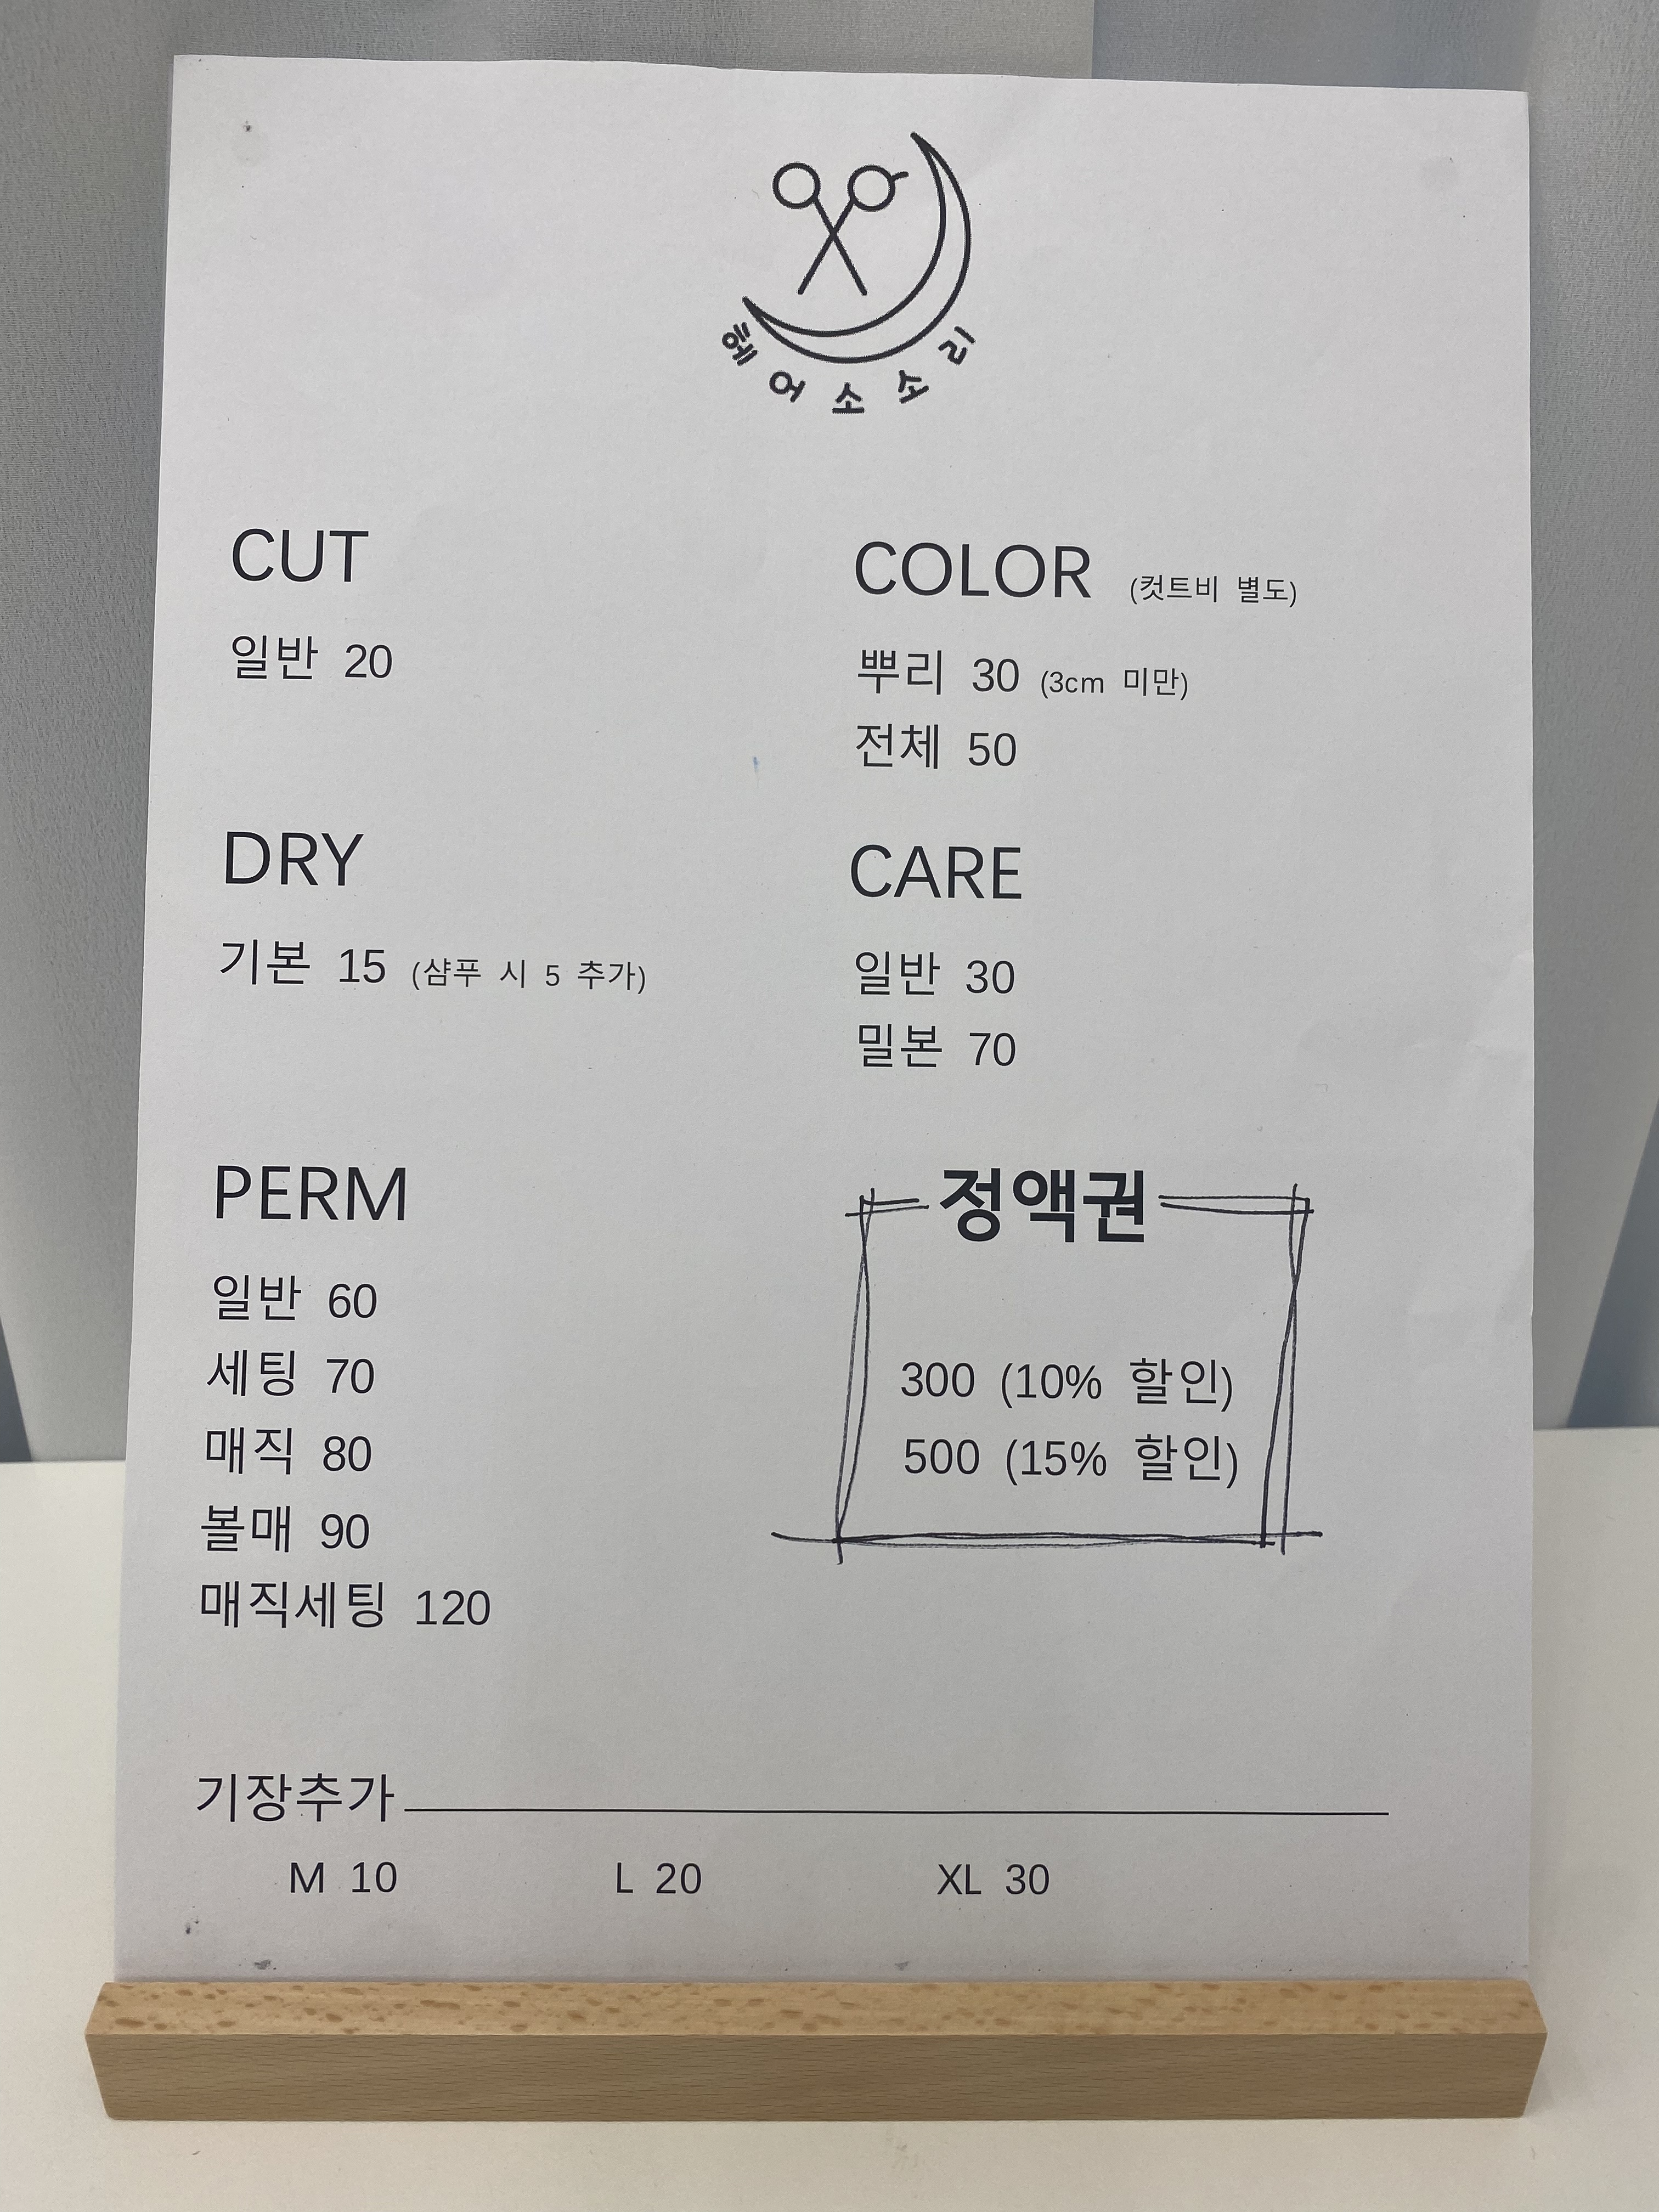 헤어소소리
CUT
일반 20
COLOR (컷트비 별도)
뿌리 30 (3cm 미만)
전체 50
DRY
기본 15 (샴푸 시 5 추가)
CARE
일반 30
밀본 70
PERM
일반 60
세팅 70
매직 80
볼매 90
매직세팅 120
정액권
300 (10% 할인)
500 (15% 할인)
기장추가
M 10 L 20 XL 30